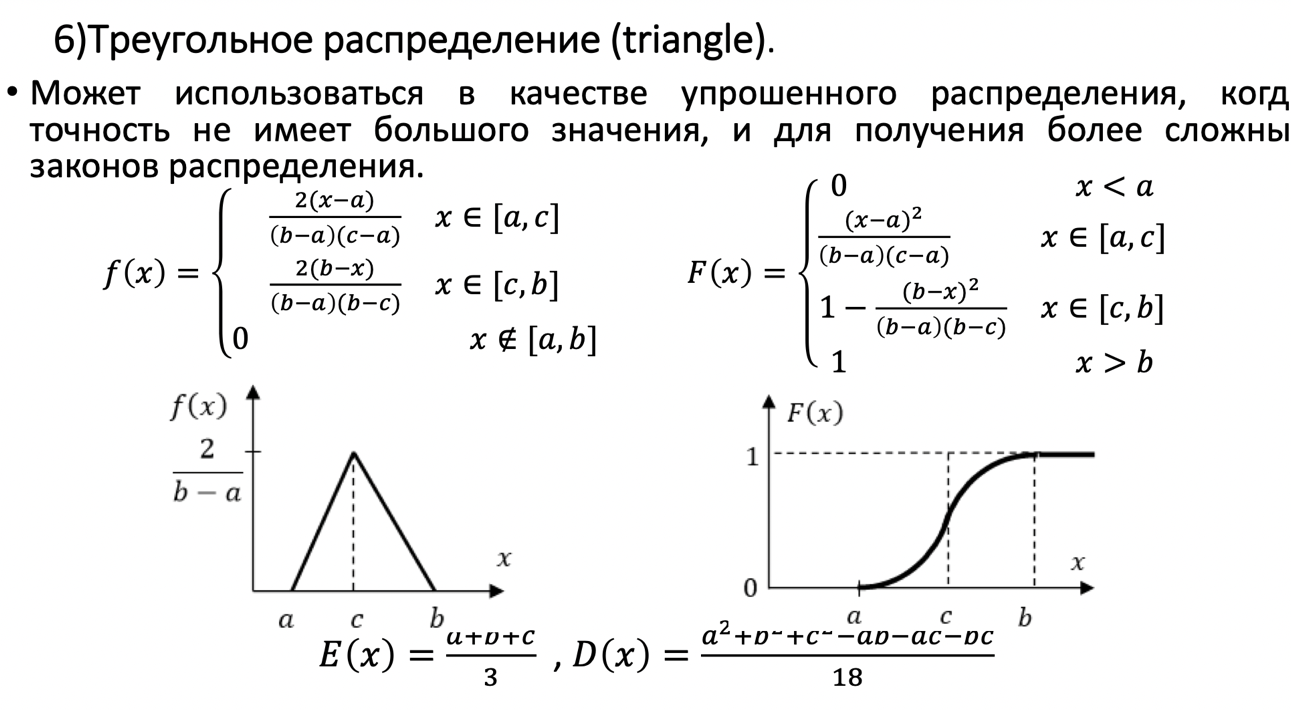 6)Треугольное распределение (triangle).
• Может использоваться в качестве упрошенного распределения, когд
точность не имеет большого значения, и для получения более сложны
законов распределения.
f(x) = { 2(x−a) / (b−a)(c−a) x ∈ [a, c]
2(b−x) / (b−a)(b−c) x ∈ [c, b]
0 x ∉ [a, b]
F(x) = { 0 x < a
(x−a)² / (b−a)(c−a) x ∈ [a, c]
1 − (b−x)² / (b−a)(b−c) x ∈ [c, b]
1 x > b
f(x)
2
b − a
x
a c b
F(x)
1
0
x
a c b
E(x) = a+b+c / 3 , D(x) = a²+b²+c²−ab−ac−bc / 18